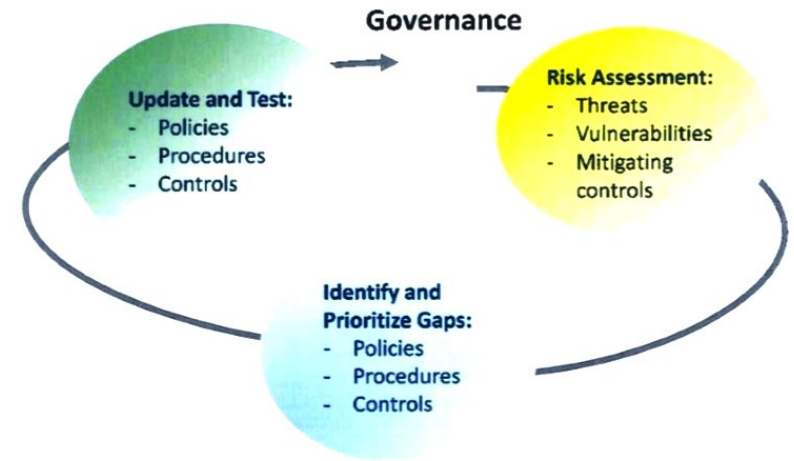 Governance
Update and Test:
- Policies
- Procedures
- Controls
Risk Assessment:
- Threats
- Vulnerabilities
- Mitigating
controls
Identify and
Prioritize Gaps:
- Policies
- Procedures
- Controls